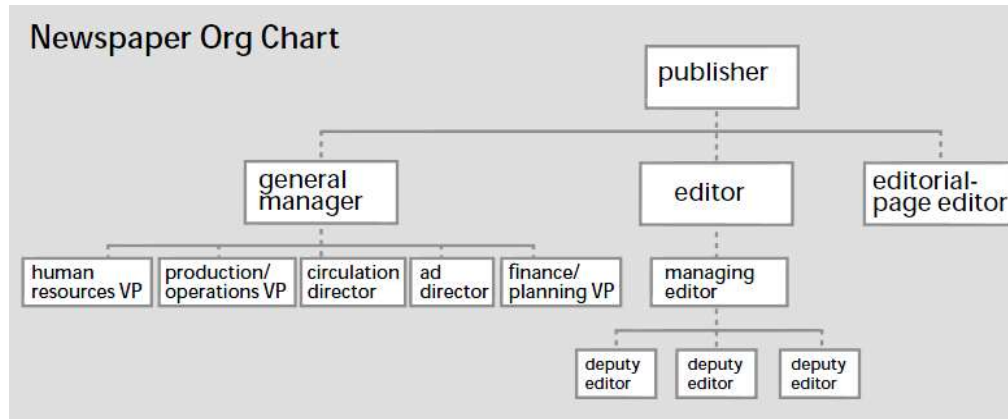 Newspaper Org Chart
publisher
general
manager
editor
editorial-
page editor
human
resources VP
production/
operations VP
circulation
director
ad
director
finance/
planning VP
managing
editor
deputy
editor
deputy
editor
deputy
editor